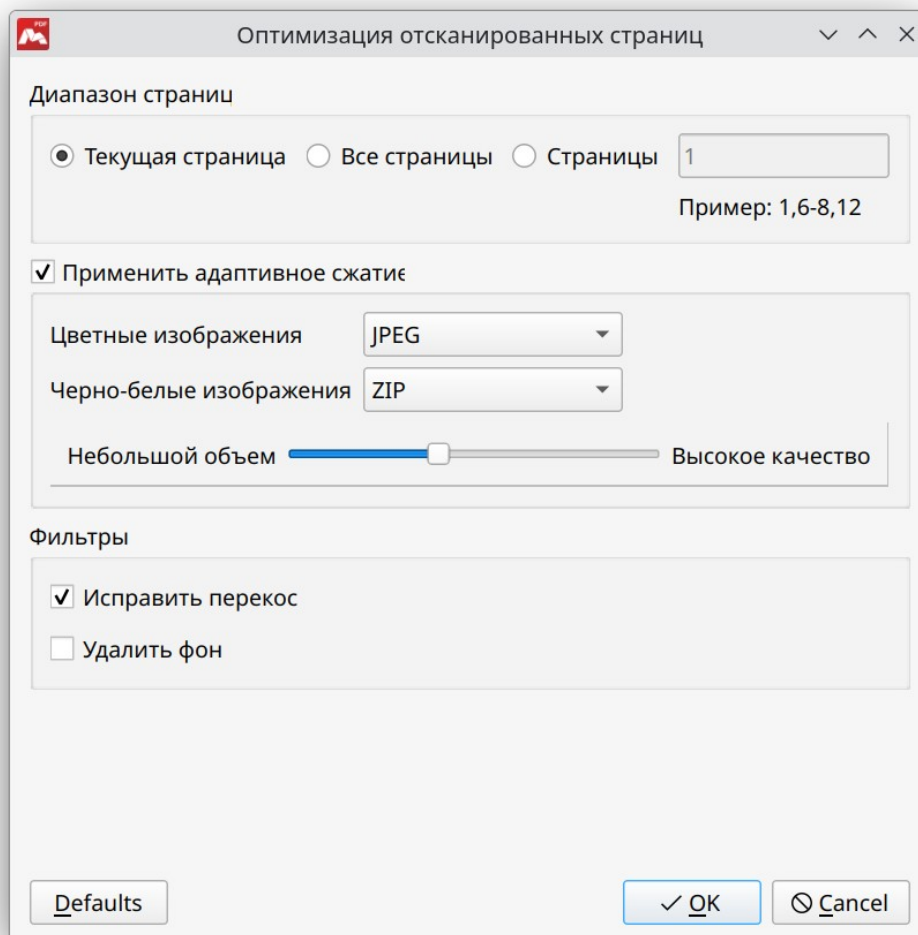 PDF
Оптимизация отсканированных страниц
Диапазон страниц
Текущая страница Все страницы Страницы 1
Пример: 1,6-8,12
Применить адаптивное сжатие
Цветные изображения JPEG
Черно-белые изображения ZIP
Небольшой объем Высокое качество
Фильтры
Исправить перекос
Удалить фон
Defaults OK Cancel